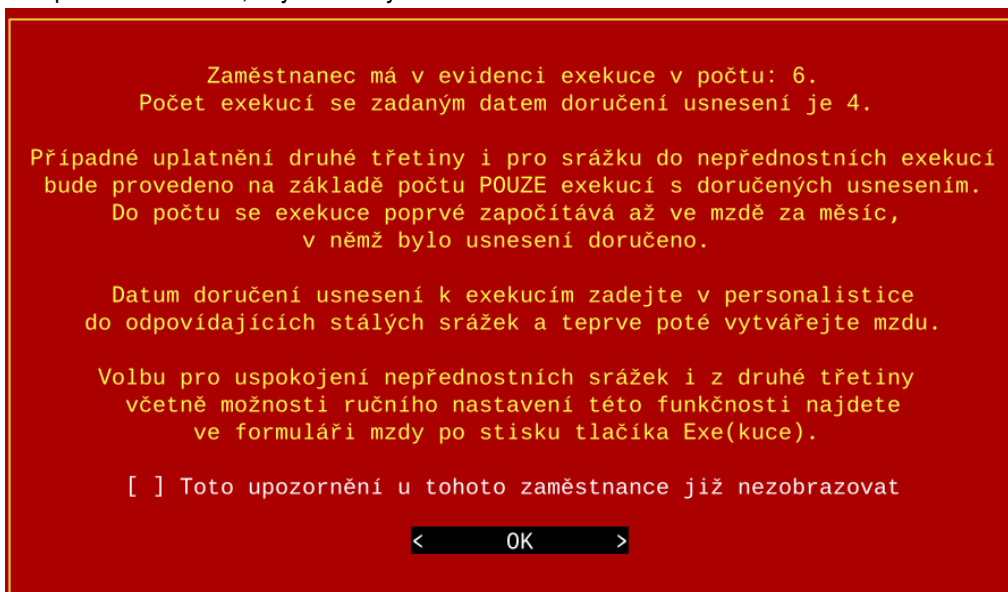 Zaměstnanec má v evidenci exekuce v počtu: 6.
Počet exekucí se zadaným datem doručení usnesení je 4.
Případné uplatnění druhé třetiny i pro srážku do nepřednostních exekucí
bude provedeno na základě počtu POUZE exekucí s doručených usnesením.
Do počtu se exekuce poprvé započítává až ve mzdě za měsíc,
v němž bylo usnesení doručeno.
Datum doručení usnesení k exekucím zadejte v personalistice
do odpovídajících stálých srážek a teprve poté vytvářejte mzdu.
Volbu pro uspokojení nepřednostních srážek i z druhé třetiny
včetně možnosti ručního nastavení této funkčnosti najdete
ve formuláři mzdy po stisku tlačíka Exe(kuce).
[ ] Toto upozornění u tohoto zaměstnance již nezobrazovat
< OK >